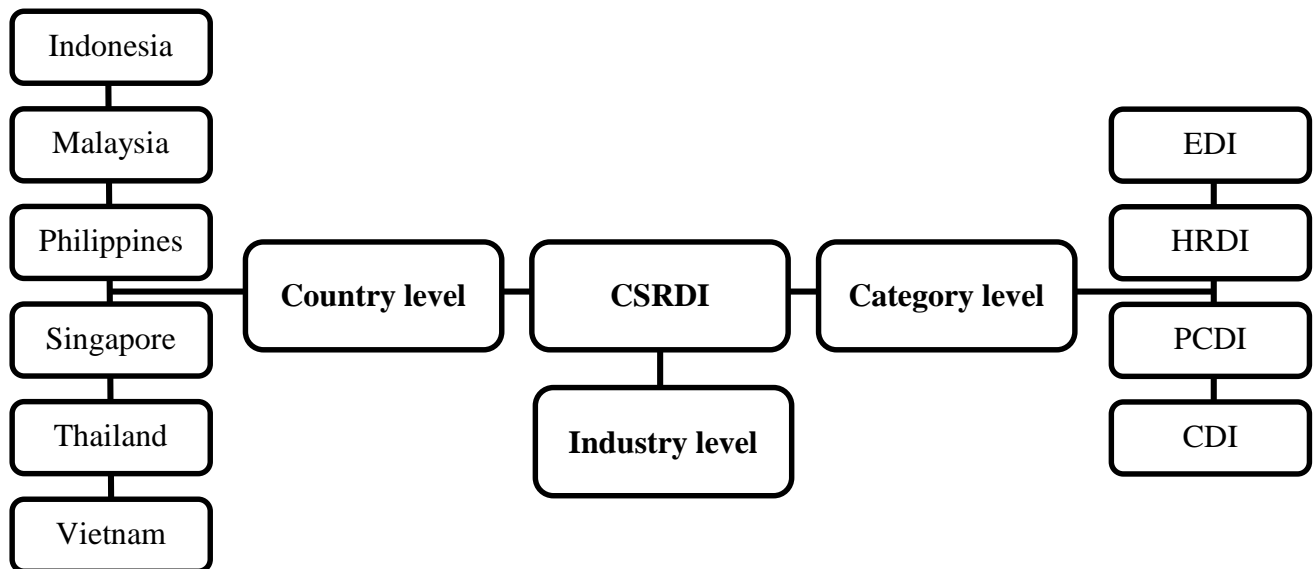 Indonesia
Malaysia
Philippines
Singapore
Thailand
Vietnam
Country level
CSRDI
Category level
Industry level
EDI
HRDI
PCDI
CDI